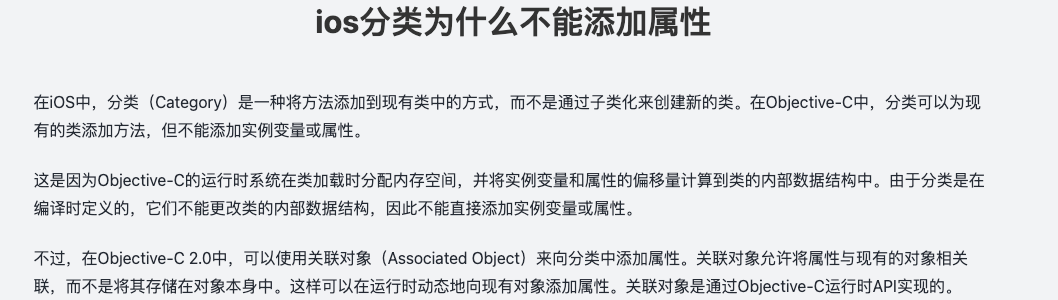 ios分类为什么不能添加属性
在iOS中，分类（Category）是一种将方法添加到现有类中的方式，而不是通过子类化来创建新的类。在Objective-C中，分类可以为现
有的类添加方法，但不能添加实例变量或属性。
这是因为Objective-C的运行时系统在类加载时分配内存空间，并将实例变量和属性的偏移量计算到类的内部数据结构中。由于分类是在
编译时定义的，它们不能更改类的内部数据结构，因此不能直接添加实例变量或属性。
不过，在Objective-C 2.0中，可以使用关联对象（Associated Object）来向分类中添加属性。关联对象允许将属性与现有的对象相关
联，而不是将其存储在对象本身中。这样可以在运行时动态地向现有对象添加属性。关联对象是通过Objective-C运行时API实现的。